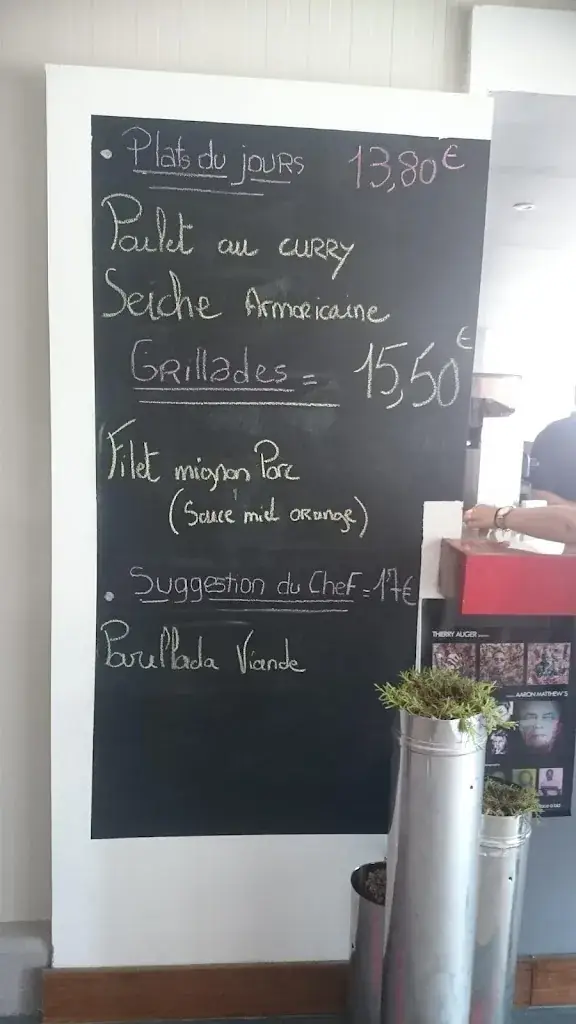 • Plats du jours 13,80€
Poulet au curry
Seiche Armoricaine
Grillades = 15,50€
Filet mignon Porc
(Sauce miel orange)
• Suggestion du Chef = 17€
Parillada Viande
THIERRY AUGER
AARON MATTHEW'S